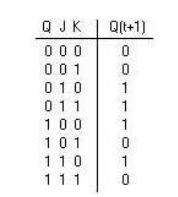 Q J K Q(t+1)
0 0 0 0
0 0 1 0
0 1 0 1
0 1 1 1
1 0 0 1
1 0 1 0
1 1 0 1
1 1 1 0